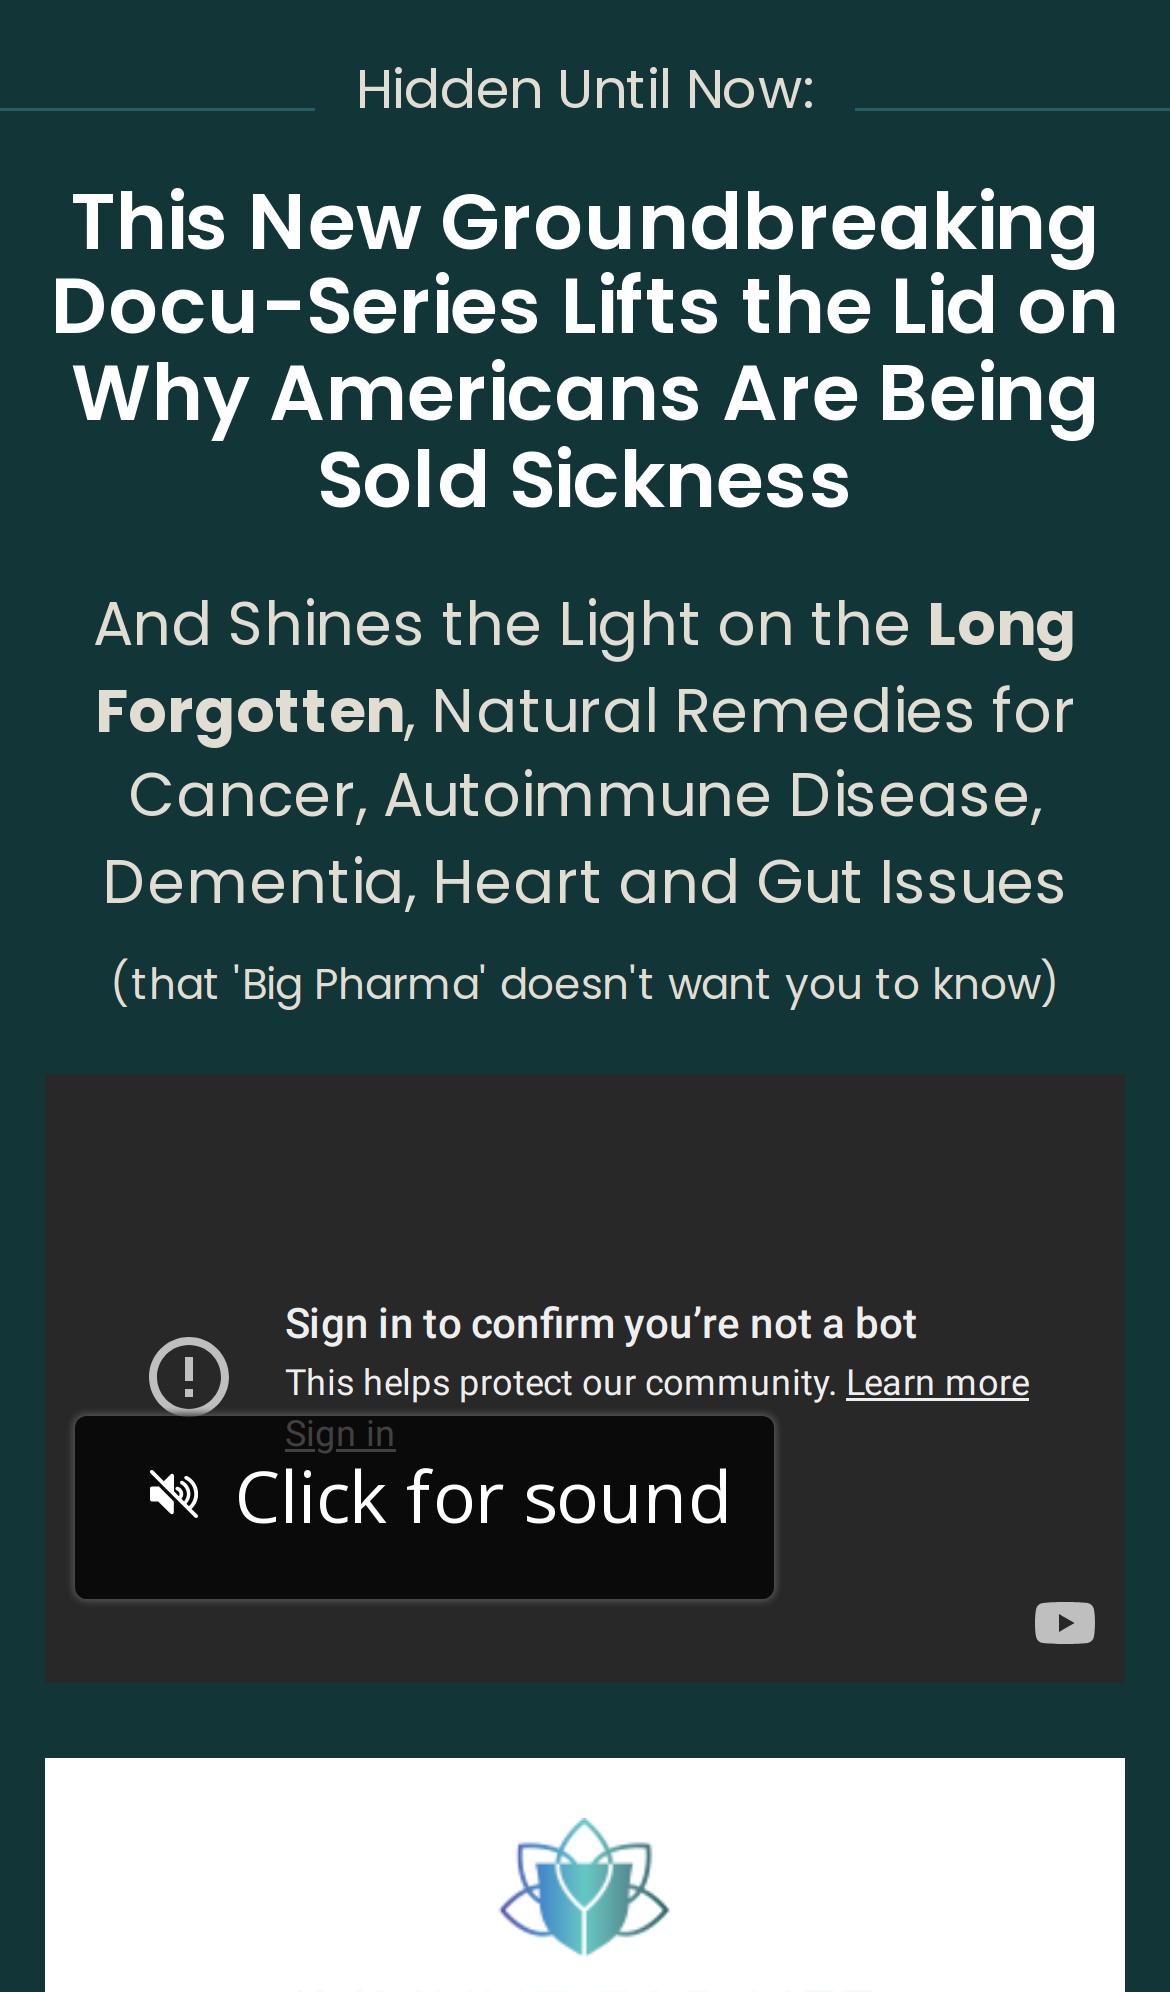 Hidden Until Now:
This New Groundbreaking
Docu-Series Lifts the Lid on
Why Americans Are Being
Sold Sickness
And Shines the Light on the Long
Forgotten, Natural Remedies for
Cancer, Autoimmune Disease,
Dementia, Heart and Gut Issues
(that 'Big Pharma' doesn't want you to know)
Sign in to confirm you’re not a bot
This helps protect our community. Learn more
Sign in
Click for sound